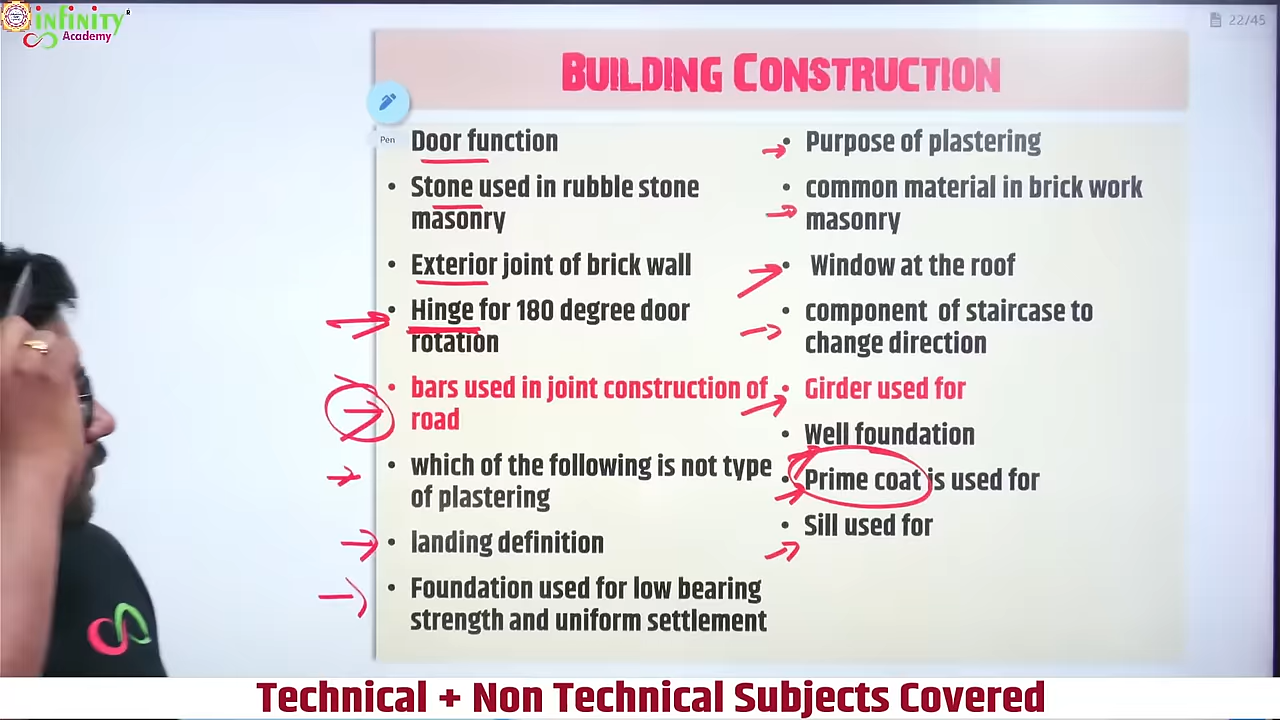 infinity
Academy
22/45
BUILDING CONSTRUCTION
Pen
Door function
• Stone used in rubble stone
masonry
• Exterior joint of brick wall
• Hinge for 180 degree door
rotation
• bars used in joint construction of
road
• which of the following is not type
of plastering
• landing definition
• Foundation used for low bearing
strength and uniform settlement
• Purpose of plastering
• common material in brick work
masonry
• Window at the roof
• component of staircase to
change direction
• Girder used for
• Well foundation
• Prime coat is used for
• Sill used for
Technical + Non Technical Subjects Covered